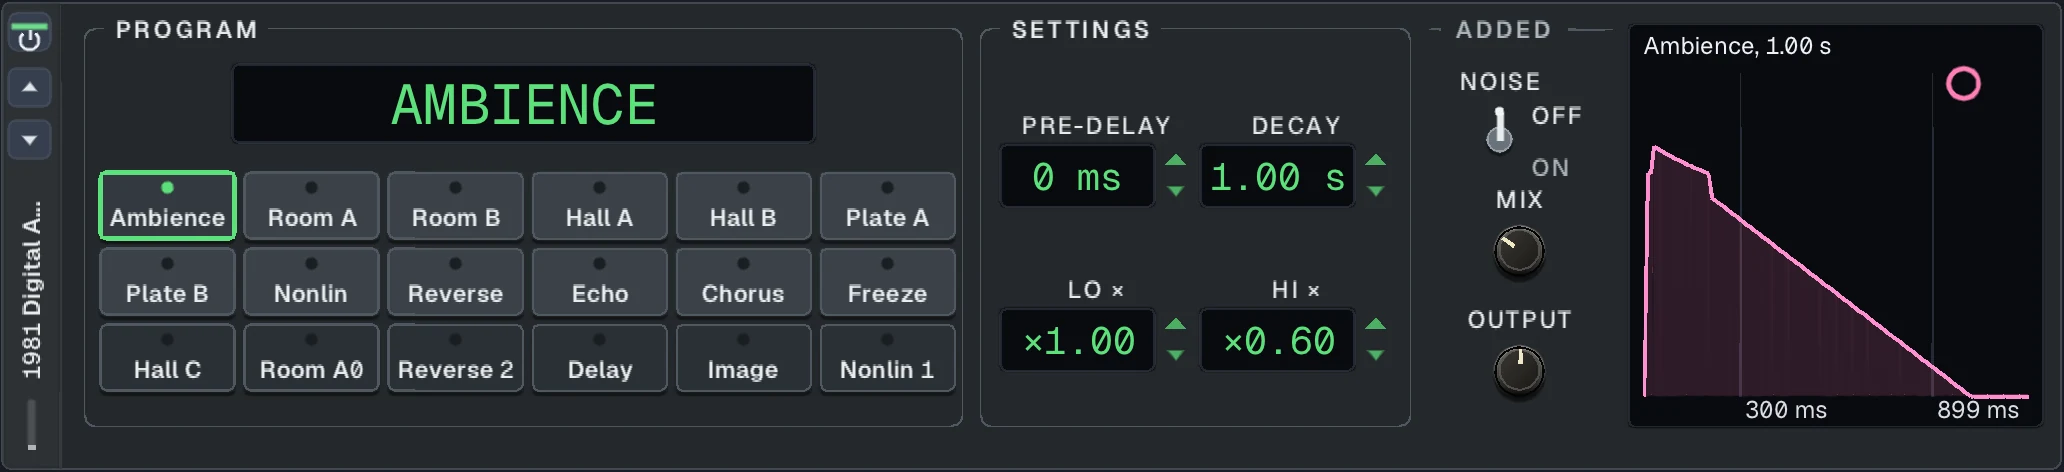 PROGRAM
AMBIENCE
Ambience
Room A
Room B
Hall A
Hall B
Plate A
Plate B
Nonlin
Reverse
Echo
Chorus
Freeze
Hall C
Room A0
Reverse 2
Delay
Image
Nonlin 1
1981 Digital A...
SETTINGS
PRE-DELAY
DECAY
0 ms
1.00 s
LO ×
HI ×
×1.00
×0.60
ADDED
NOISE
OFF
ON
MIX
OUTPUT
Ambience, 1.00 s
300 ms
899 ms